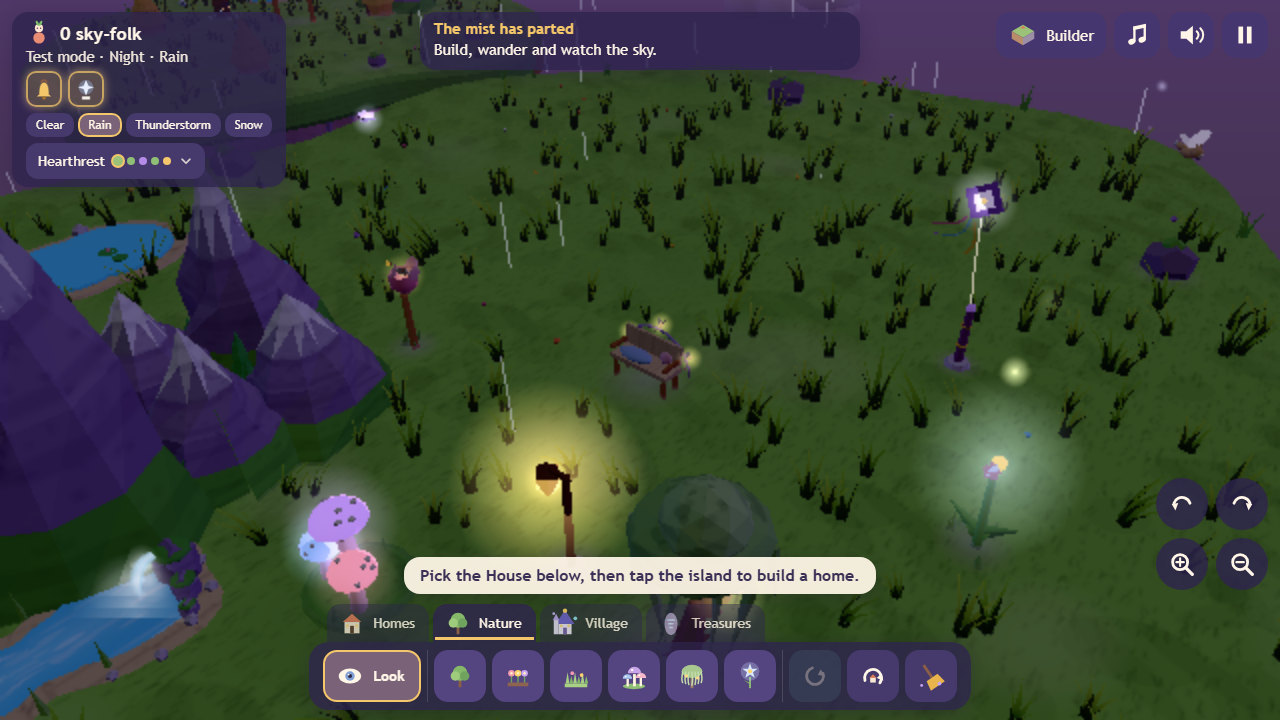 0 sky-folk
Test mode · Night · Rain
Clear Rain Thunderstorm Snow
Hearthrest
The mist has parted
Build, wander and watch the sky.
Builder
Pick the House below, then tap the island to build a home.
Homes Nature Village Treasures
Look